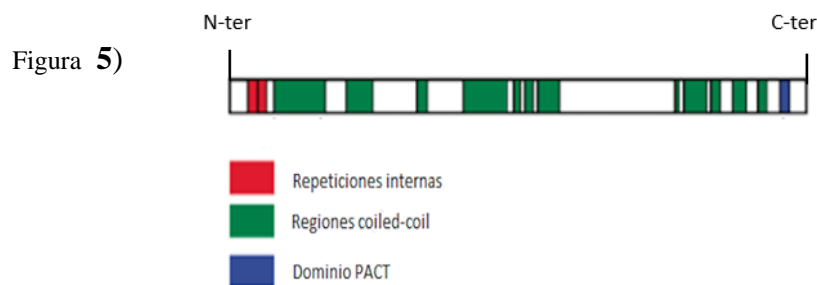 N-ter C-ter
Figura 5)
Repeticiones internas
Regiones coiled-coil
Dominio PACT